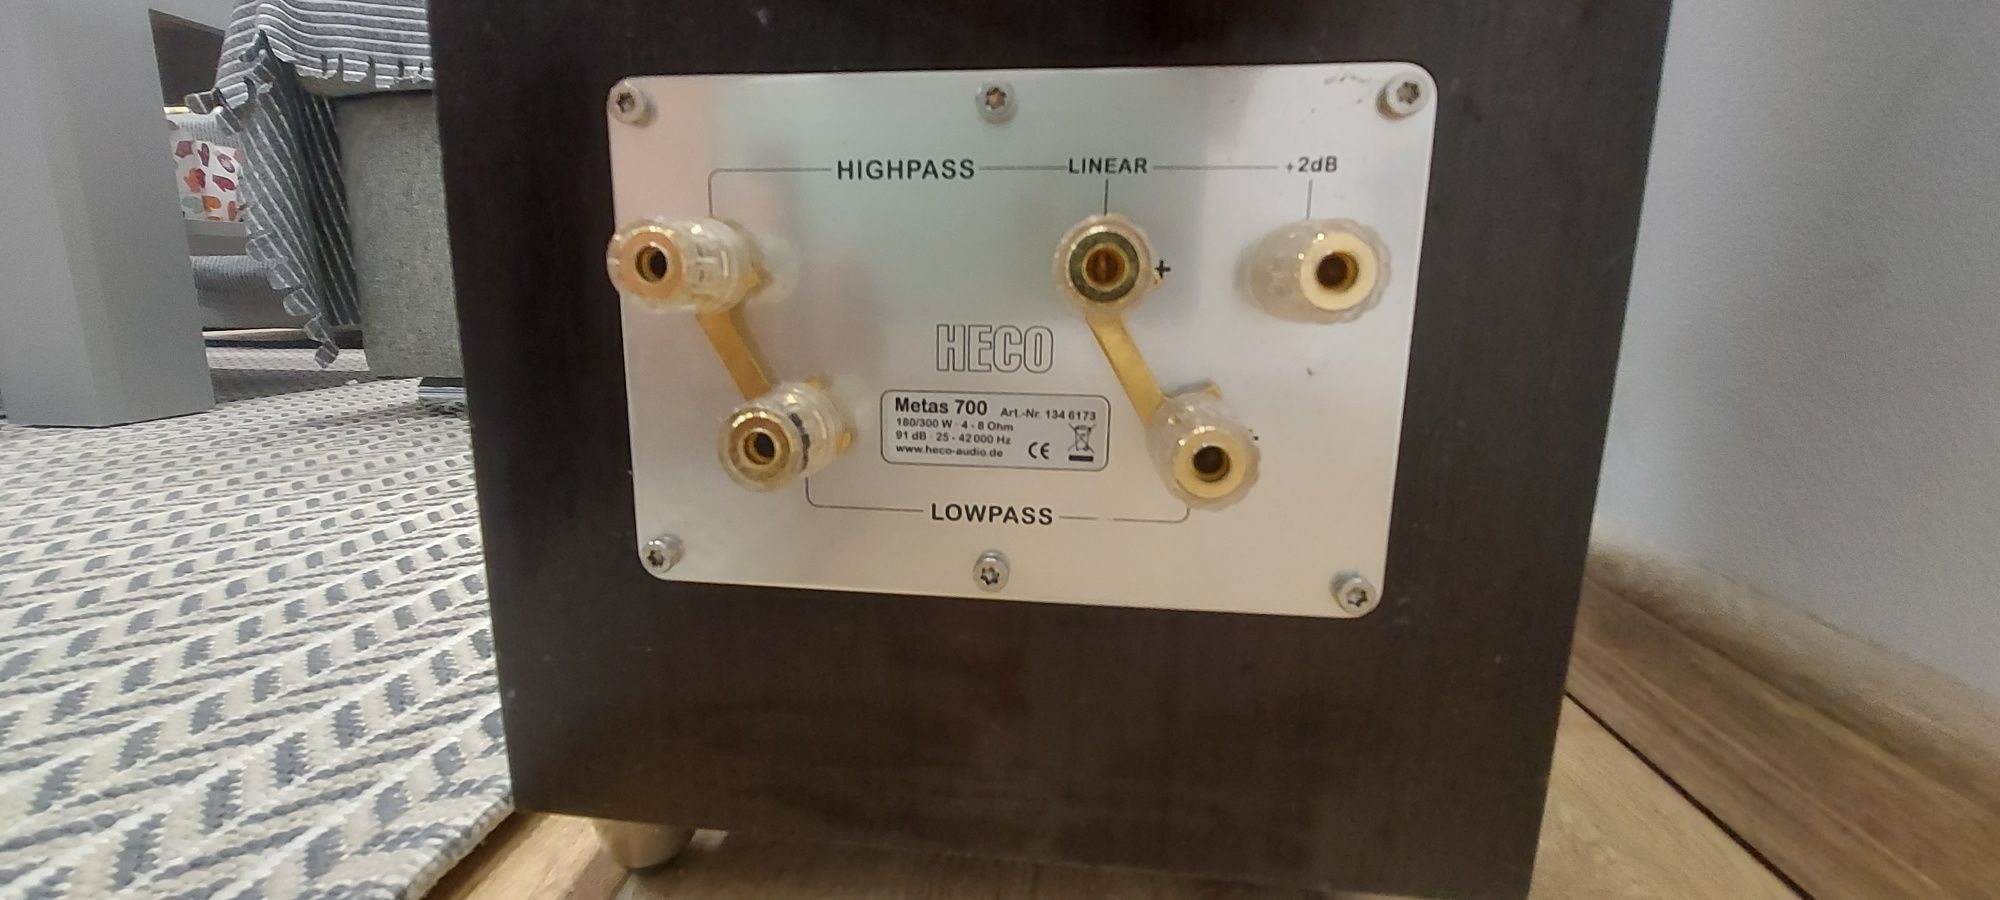 HIGHPASS LINEAR +2dB
+
HECO
Metas 700 Art.-Nr. 134 6173
180/300 W · 4 - 8 Ohm
91 dB · 25 - 42 000 Hz
www.heco-audio.de CE
-
LOWPASS